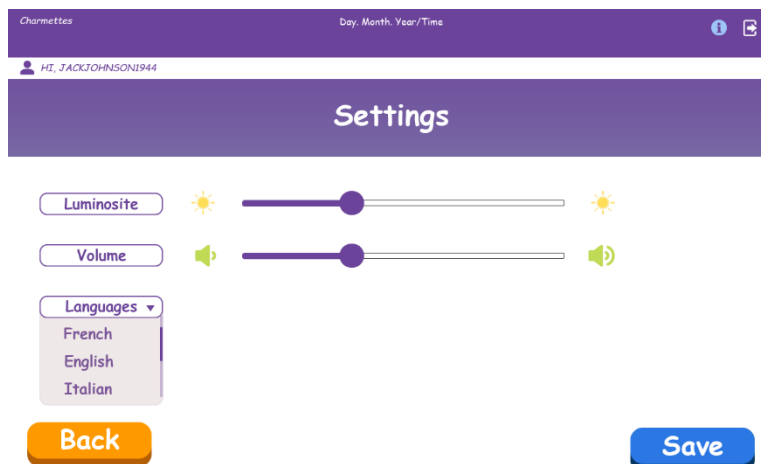 Charmettes
Day. Month. Year/Time
HI, JACKJOHNSON1944
Settings
Luminosite
Volume
Languages
French
English
Italian
Back
Save